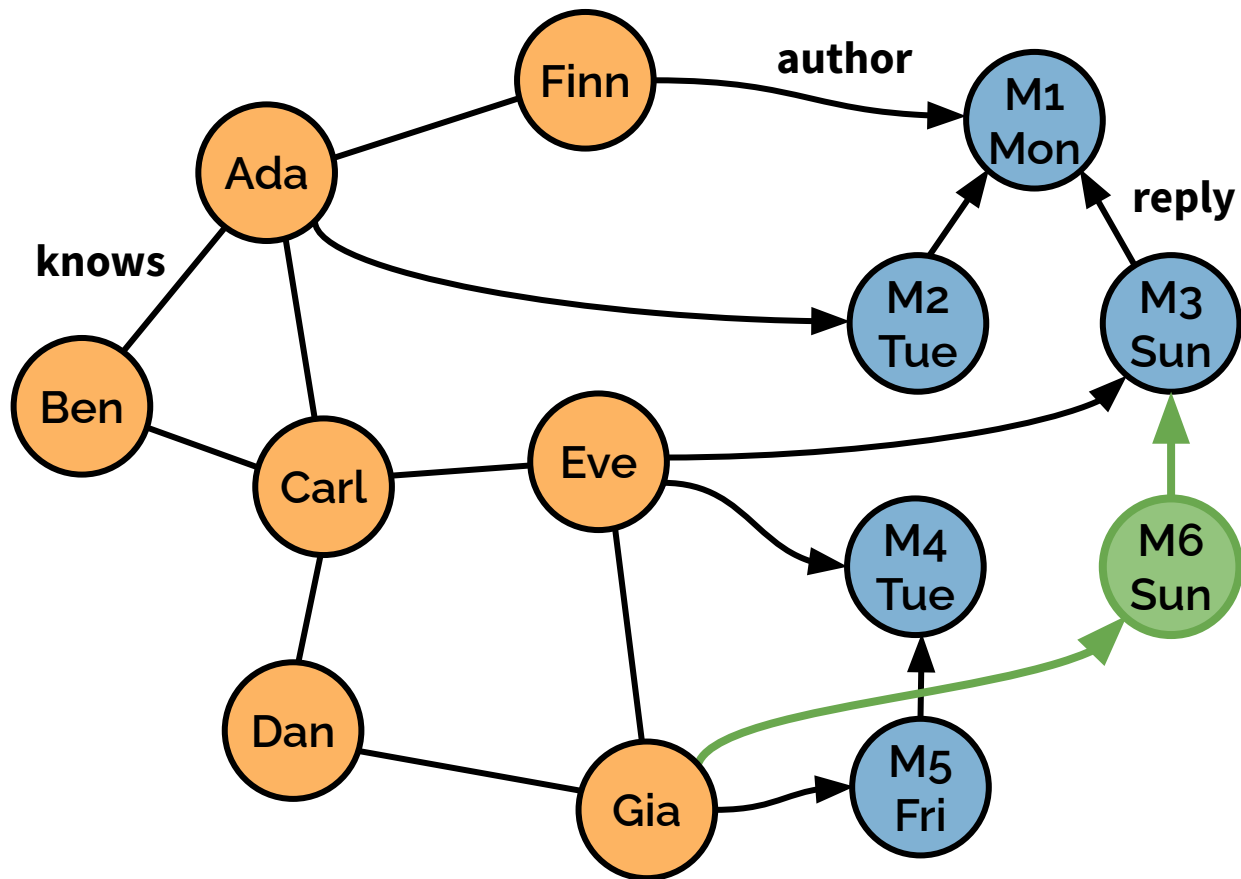 Finn
author
M1
Mon
Ada
reply
knows
M2
Tue
M3
Sun
Ben
Carl
Eve
M4
Tue
M6
Sun
Dan
Gia
M5
Fri